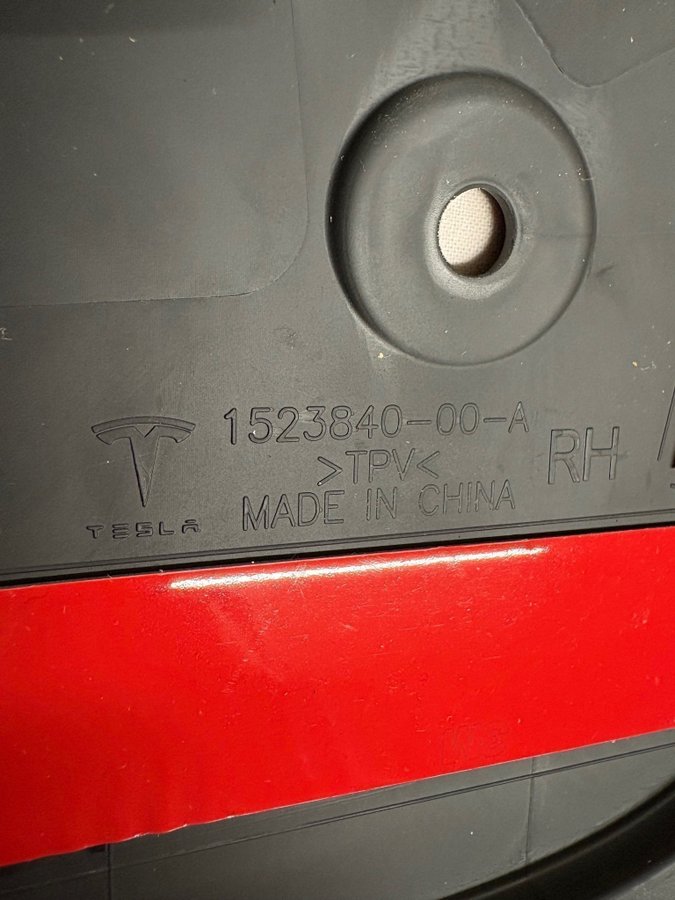 1523840-00-A
>TPV<
RH
MADE IN CHINA
TESLA